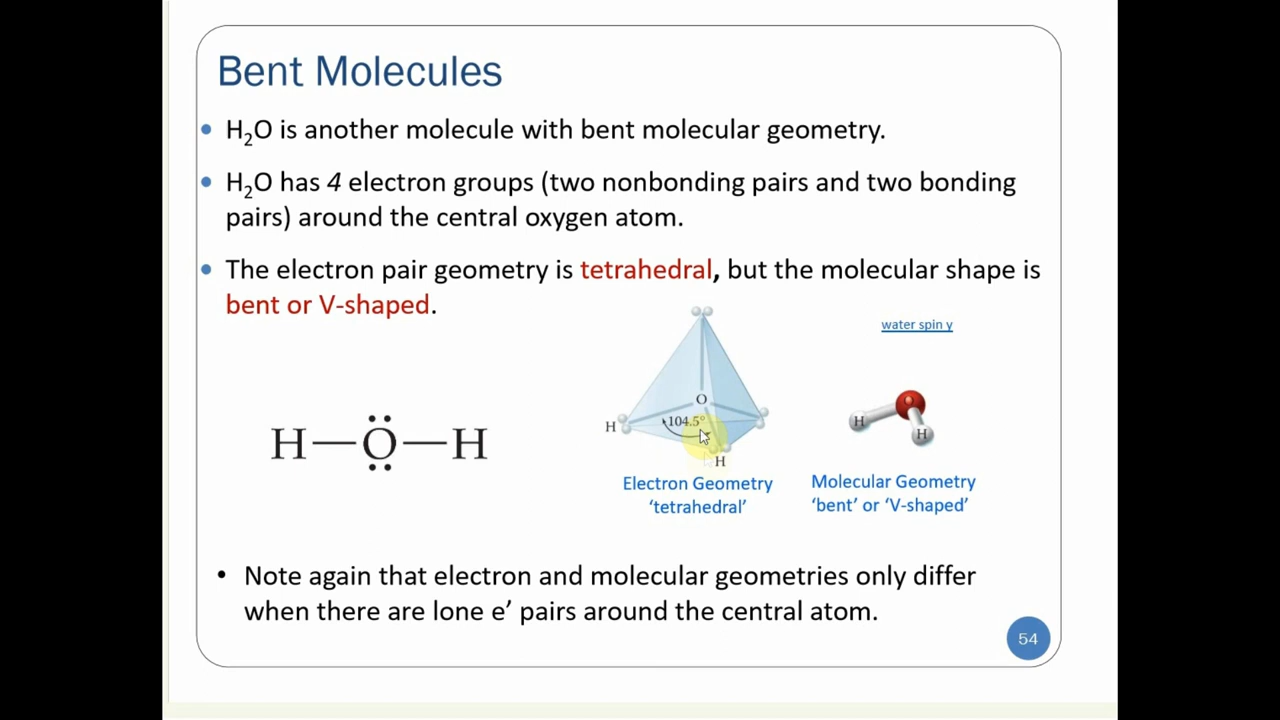 Bent Molecules
• H₂O is another molecule with bent molecular geometry.
• H₂O has 4 electron groups (two nonbonding pairs and two bonding
pairs) around the central oxygen atom.
• The electron pair geometry is tetrahedral, but the molecular shape is
bent or V-shaped.
water spin y
H—Ö—H
O
H
104.5°
H
O
H
H
Electron Geometry
‘tetrahedral’
Molecular Geometry
‘bent’ or ‘V-shaped’
• Note again that electron and molecular geometries only differ
when there are lone e’ pairs around the central atom.
54